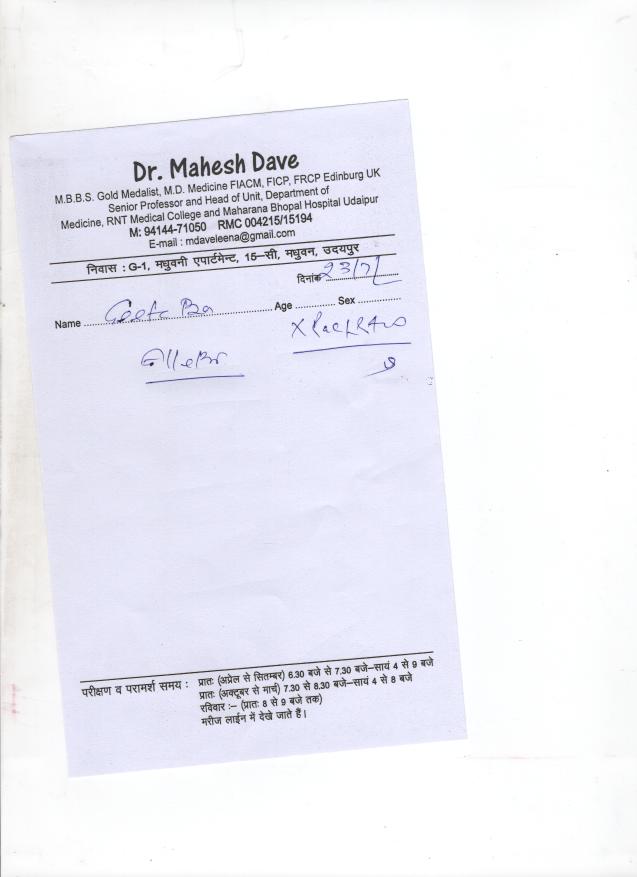 Dr. Mahesh Dave
M.B.B.S. Gold Medalist, M.D. Medicine FIACM, FICP, FRCP Edinburg UK
Senior Professor and Head of Unit, Department of
Medicine, RNT Medical College and Maharana Bhopal Hospital Udaipur
M: 94144-71050 RMC 004215/15194
E-mail : mdaveleena@gmail.com
निवास : G-1, मधुवनी एपार्टमेन्ट, 15-सी, मधुवन, उदयपुर
दिनांक 23/7/
Name Geeta Ba Age Sex
परीक्षण व परामर्श समय : प्रातः (अप्रेल से सितम्बर) 6.30 बजे से 7.30 बजे-सायं 4 से 9 बजे
प्रातः (अक्टूबर से मार्च) 7.30 से 8.30 बजे-सायं 4 से 8 बजे
रविवार :- (प्रातः 8 से 9 बजे तक)
मरीज लाईन में देखे जाते हैं।